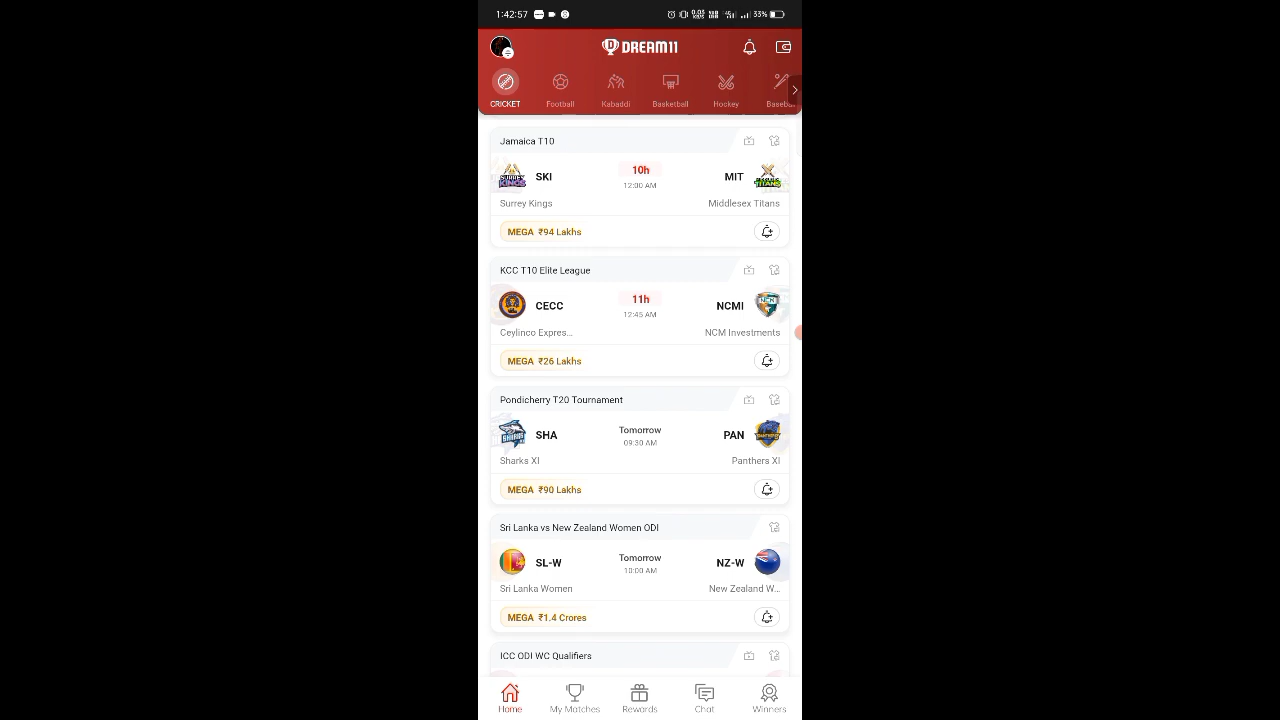 1:42:57
33%
DREAM11
CRICKET Football Kabaddi Basketball Hockey Baseb
Jamaica T10
SKI 10h MIT
12:00 AM
Surrey Kings Middlesex Titans
MEGA ₹94 Lakhs
KCC T10 Elite League
CECC 11h NCMI
12:45 AM
Ceylinco Expres... NCM Investments
MEGA ₹26 Lakhs
Pondicherry T20 Tournament
SHA Tomorrow PAN
09:30 AM
Sharks XI Panthers XI
MEGA ₹90 Lakhs
Sri Lanka vs New Zealand Women ODI
SL-W Tomorrow NZ-W
10:00 AM
Sri Lanka Women New Zealand W...
MEGA ₹1.4 Crores
ICC ODI WC Qualifiers
Home My Matches Rewards Chat Winners